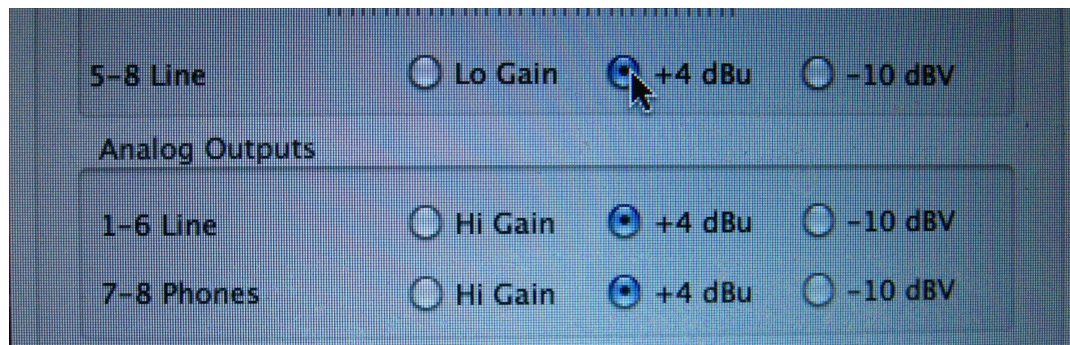 5-8 Line Lo Gain +4 dBu -10 dBV
Analog Outputs
1-6 Line Hi Gain +4 dBu -10 dBV
7-8 Phones Hi Gain +4 dBu -10 dBV